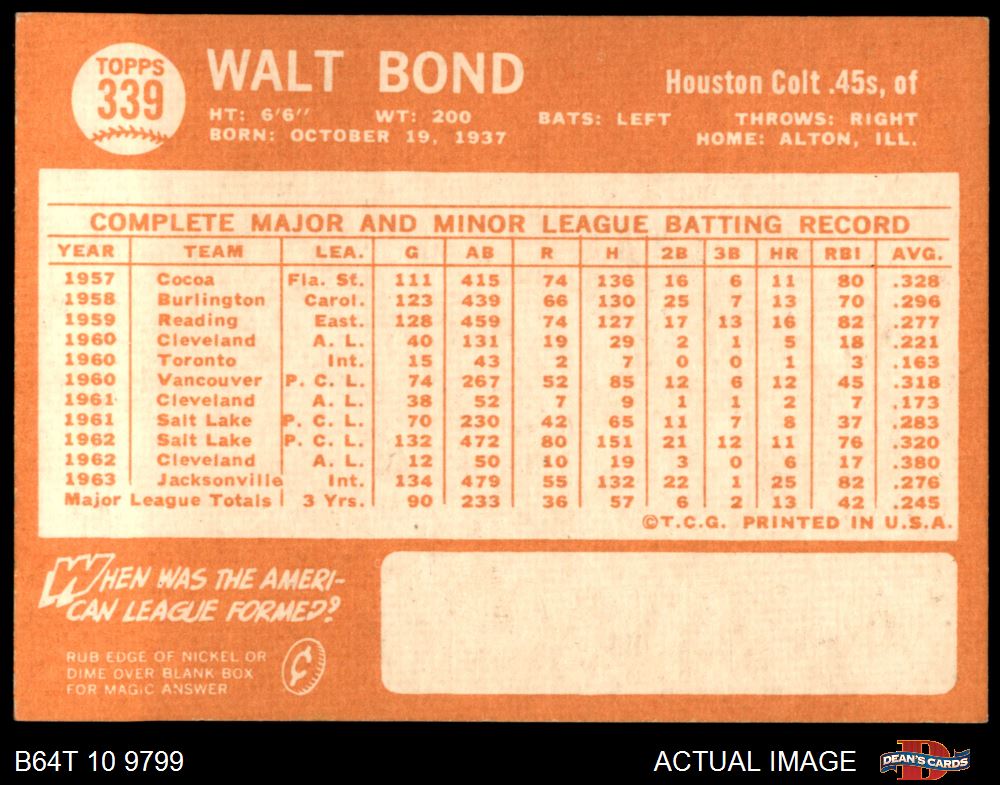 TOPPS
339
WALT BOND
Houston Colt .45s, of
HT: 6'6" WT: 200 BATS: LEFT THROWS: RIGHT
BORN: OCTOBER 19, 1937 HOME: ALTON, ILL.
COMPLETE MAJOR AND MINOR LEAGUE BATTING RECORD
YEAR TEAM LEA. G AB R H 2B 3B HR RBI AVG.
1957 Cocoa Fla. St. 111 415 74 136 16 6 11 80 .328
1958 Burlington Carol. 123 439 66 130 25 7 13 70 .296
1959 Reading East. 128 459 74 127 17 13 16 82 .277
1960 Cleveland A. L. 40 131 19 29 2 1 5 18 .221
1960 Toronto Int. 15 43 2 7 0 0 1 3 .163
1960 Vancouver P. C. L. 74 267 52 85 12 6 12 45 .318
1961 Cleveland A. L. 38 52 7 9 1 1 2 7 .173
1961 Salt Lake P. C. L. 70 230 42 65 11 7 8 37 .283
1962 Salt Lake P. C. L. 132 472 80 151 21 12 11 76 .320
1962 Cleveland A. L. 12 50 10 19 3 0 6 17 .380
1963 Jacksonville Int. 134 479 55 132 22 1 25 82 .276
Major League Totals 3 Yrs. 90 233 36 57 6 2 13 42 .245
©T.C.G. PRINTED IN U.S.A.
WHEN WAS THE AMERI-
CAN LEAGUE FORMED?
RUB EDGE OF NICKEL OR
DIME OVER BLANK BOX
FOR MAGIC ANSWER
B64T 10 9799 ACTUAL IMAGE DEAN'S CARDS